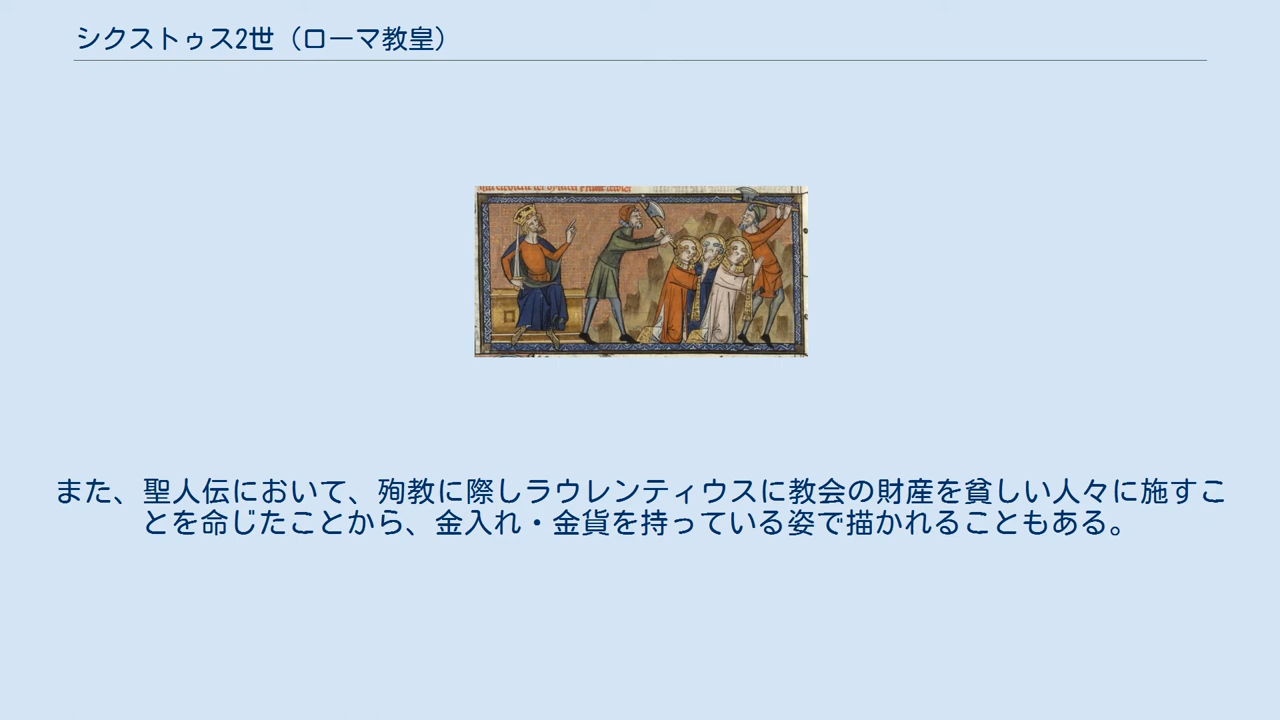 シクストゥス2世（ローマ教皇）
また、聖人伝において、殉教に際しラウレンティウスに教会の財産を貧しい人々に施すこ
とを命じたことから、金入れ・金貨を持っている姿で描かれることもある。